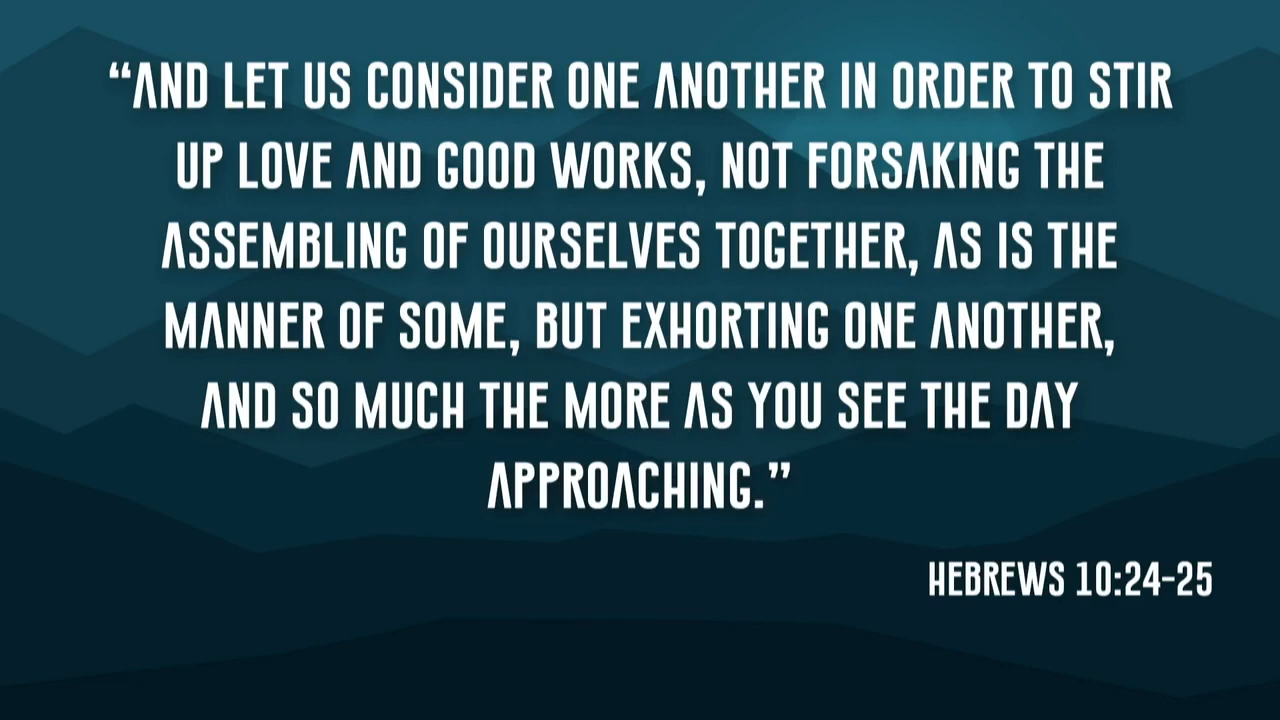 “AND LET US CONSIDER ONE ANOTHER IN ORDER TO STIR
UP LOVE AND GOOD WORKS, NOT FORSAKING THE
ASSEMBLING OF OURSELVES TOGETHER, AS IS THE
MANNER OF SOME, BUT EXHORTING ONE ANOTHER,
AND SO MUCH THE MORE AS YOU SEE THE DAY
APPROACHING.”
HEBREWS 10:24-25